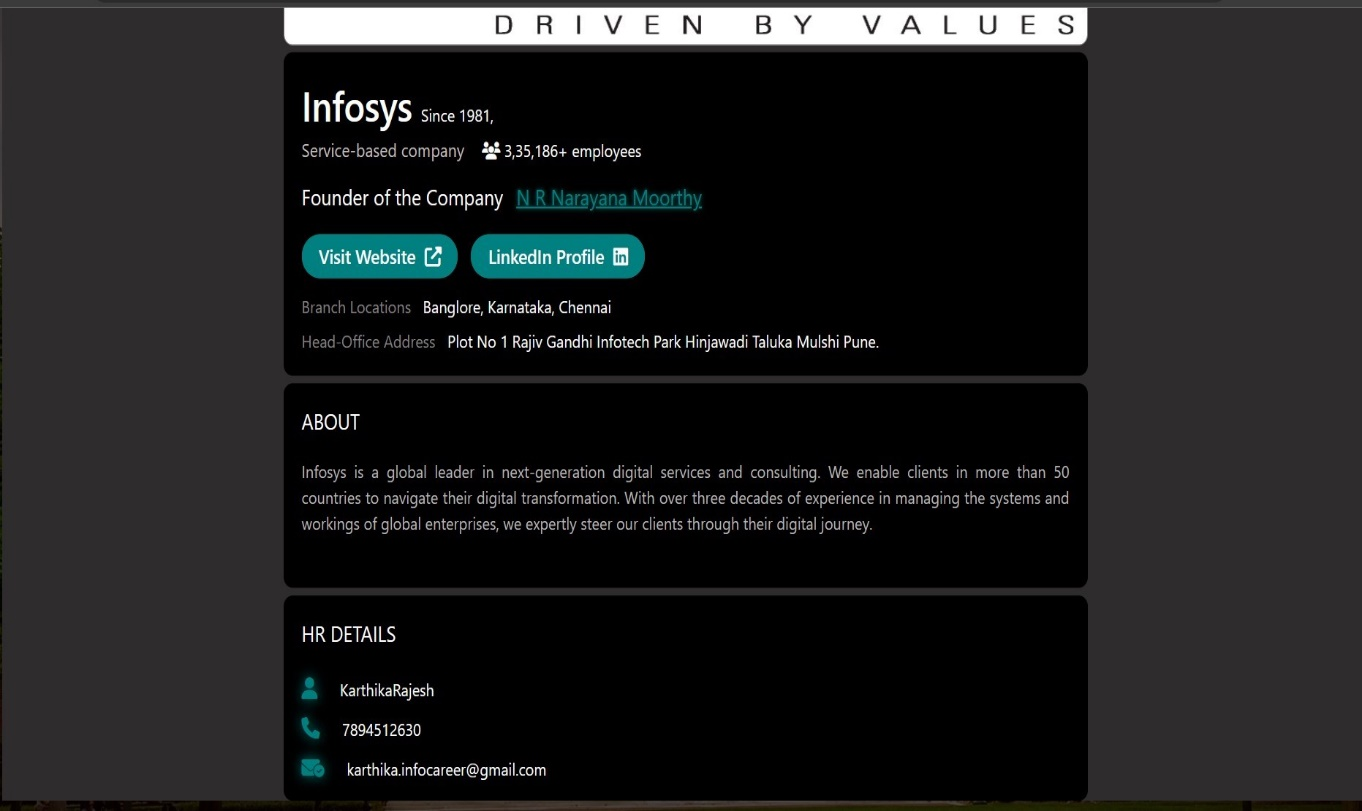 DRIVEN BY VALUES
Infosys Since 1981,
Service-based company 3,35,186+ employees
Founder of the Company N R Narayana Moorthy
Visit Website LinkedIn Profile
Branch Locations Banglore, Karnataka, Chennai
Head-Office Address Plot No 1 Rajiv Gandhi Infotech Park Hinjawadi Taluka Mulshi Pune.
ABOUT
Infosys is a global leader in next-generation digital services and consulting. We enable clients in more than 50
countries to navigate their digital transformation. With over three decades of experience in managing the systems and
workings of global enterprises, we expertly steer our clients through their digital journey.
HR DETAILS
KarthikaRajesh
7894512630
karthika.infocareer@gmail.com